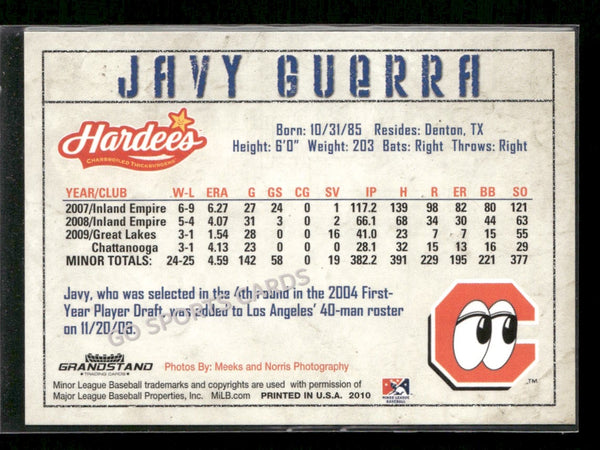 JAVY GUERRA
Hardee's
CHARBROILED THICKBURGERS
Born: 10/31/85 Resides: Denton, TX
Height: 6'0" Weight: 203 Bats: Right Throws: Right
YEAR/CLUB W-L ERA G GS CG SV IP H R ER BB SO
2007/Inland Empire 6-9 6.27 27 24 0 1 117.2 139 98 82 80 121
2008/Inland Empire 5-4 4.07 31 3 0 2 66.1 68 34 30 44 63
2009/Great Lakes 3-1 1.54 28 0 0 16 41.0 23 7 7 15 55
Chattanooga 3-1 4.13 23 0 0 0 28.1 32 15 13 16 29
MINOR TOTALS: 24-25 4.59 142 58 0 19 382.2 391 229 195 221 377
Javy, who was selected in the 4th round in the 2004 First-
Year Player Draft, was added to Los Angeles' 40-man roster
on 11/20/09.
GO SPORTS CARDS
GRANDSTAND
TRADING CARDS
Photos By: Meeks and Norris Photography
Minor League Baseball trademarks and copyrights are used with permission of
Major League Baseball Properties, Inc. MiLB.com PRINTED IN U.S.A. 2010
MINOR LEAGUE
BASEBALL
C
TM